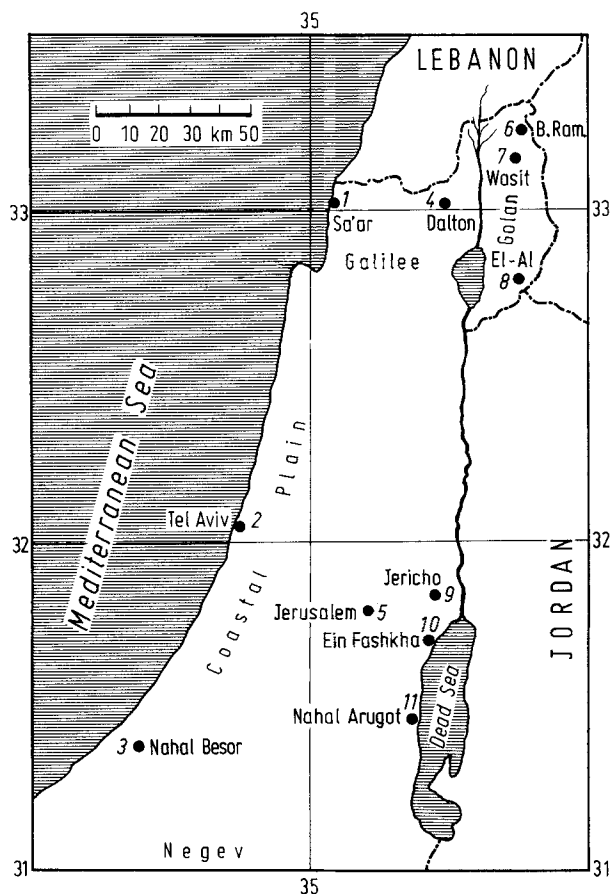 35
LEBANON
0 10 30 km 50
6 B.Ram.
7
Wasit
33
1
Sa'ar
4
Dalton
33
Golan
Galilee
El-Al
8
Mediterranean Sea
Coastal Plain
Tel Aviv 2
32
32
JORDAN
Jericho
9
Jerusalem 5
10
Ein Fashkha
11
Nahal Arugot
Dead Sea
3 Nahal Besor
Negev
31
31
35